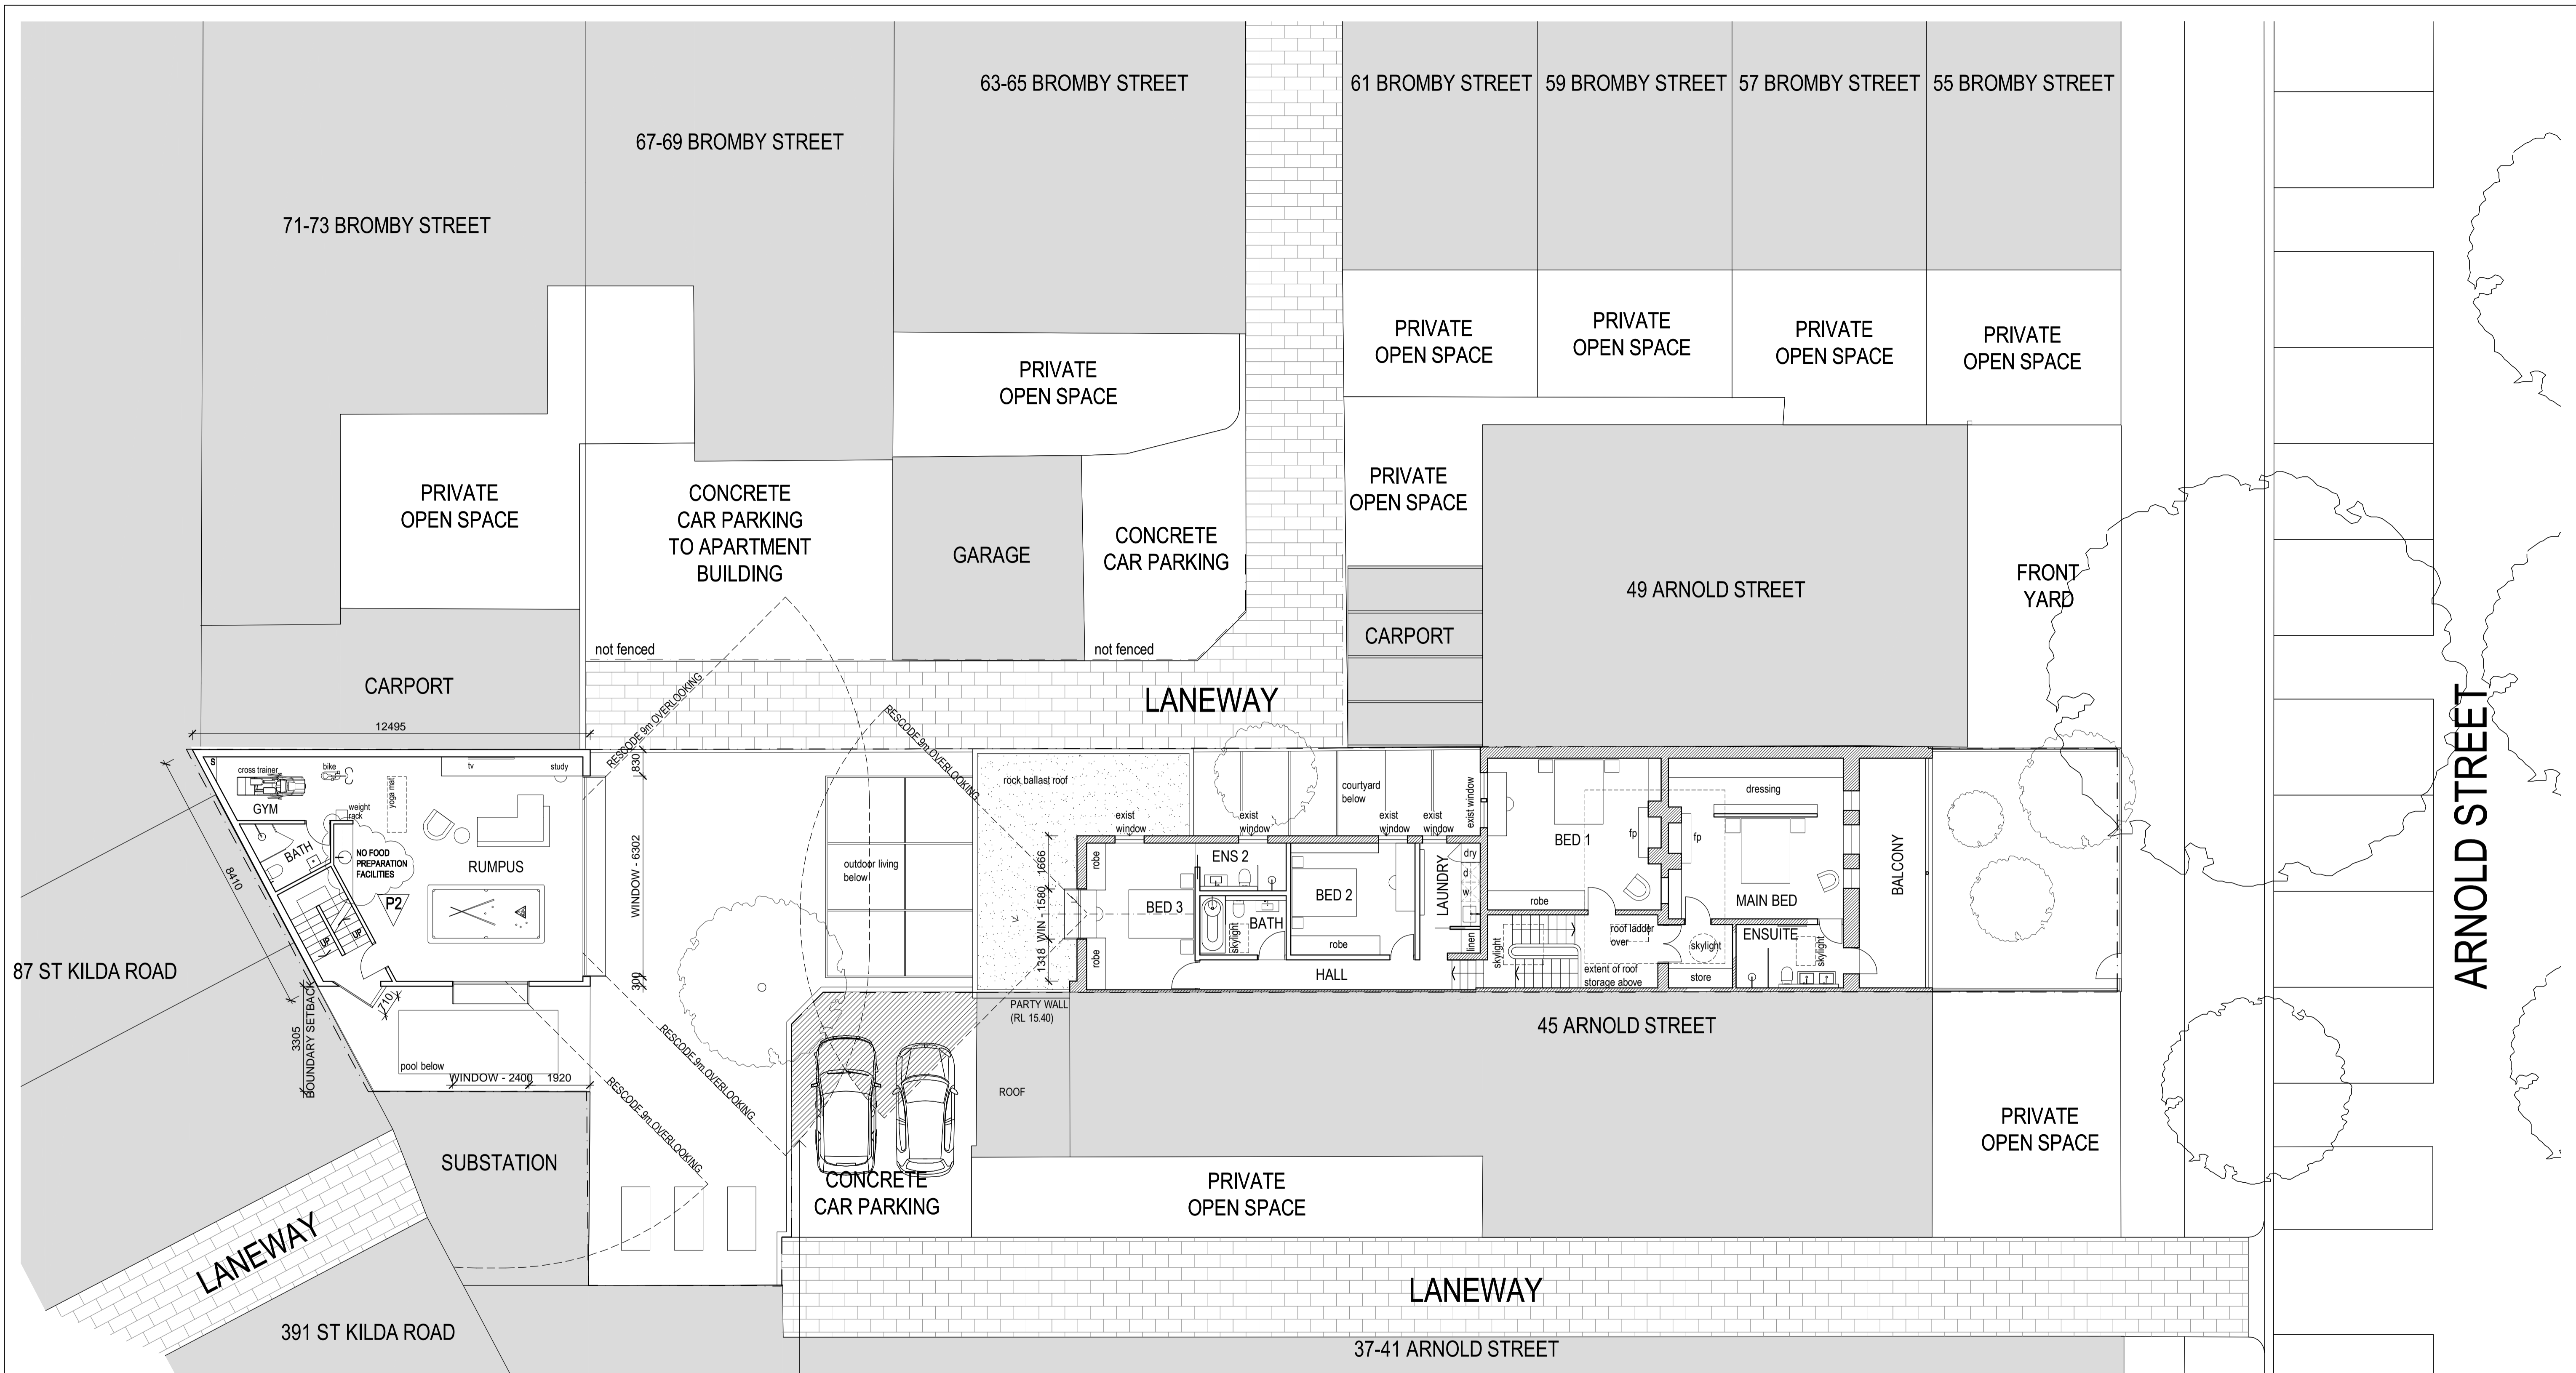 63-65 BROMBY STREET
61 BROMBY STREET
59 BROMBY STREET
57 BROMBY STREET
55 BROMBY STREET
67-69 BROMBY STREET
71-73 BROMBY STREET
PRIVATE
OPEN SPACE
PRIVATE
OPEN SPACE
PRIVATE
OPEN SPACE
PRIVATE
OPEN SPACE
PRIVATE
OPEN SPACE
PRIVATE
OPEN SPACE
CONCRETE
CAR PARKING
TO APARTMENT
BUILDING
GARAGE
CONCRETE
CAR PARKING
PRIVATE
OPEN SPACE
49 ARNOLD STREET
FRONT
YARD
CARPORT
not fenced
not fenced
CARPORT
LANEWAY
ARNOLD STREET
12495
RESCODE 9m OVERLOOKING
RESCODE 9m OVERLOOKING
S
cross trainer
bike
tv
study
GYM
weight
rack
yoga mat
BATH
NO FOOD
PREPARATION
FACILITIES
RUMPUS
P2
UP
UP
8410
830
WINDOW - 6302
300
outdoor living
below
rock ballast roof
courtyard
below
exist
window
exist
window
exist
window
exist
window
exist window
1666
WIN - 1580
1318
robe
robe
BED 3
ENS 2
BATH
skylight
BED 2
robe
LAUNDRY
dry
d
w
linen
HALL
BED 1
fp
fp
robe
skylight
roof ladder
over
extent of roof
storage above
dressing
MAIN BED
skylight
store
ENSUITE
skylight
BALCONY
87 ST KILDA ROAD
710
3305
BOUNDARY SETBACK
pool below
WINDOW - 2400
1920
RESCODE 9m OVERLOOKING
RESCODE 9m OVERLOOKING
PARTY WALL
(RL 15.40)
ROOF
45 ARNOLD STREET
PRIVATE
OPEN SPACE
SUBSTATION
CONCRETE
CAR PARKING
PRIVATE
OPEN SPACE
LANEWAY
LANEWAY
391 ST KILDA ROAD
37-41 ARNOLD STREET